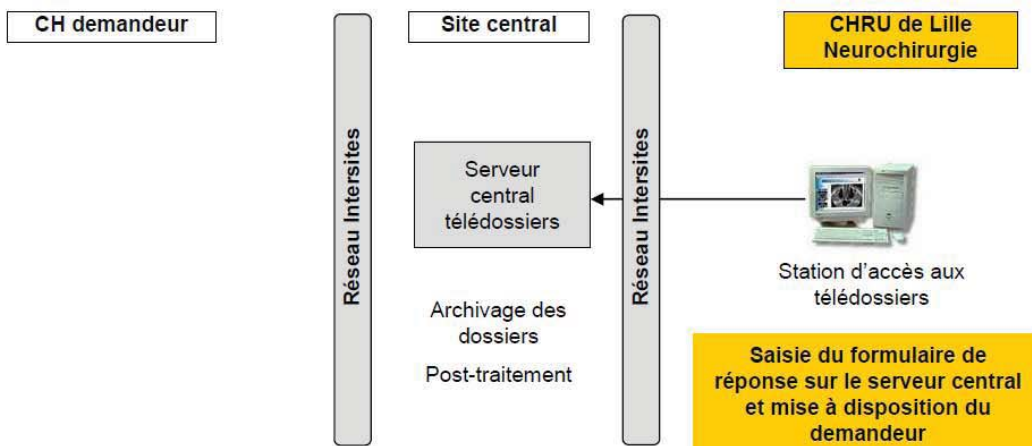 CH demandeur
Site central
CHRU de Lille
Neurochirurgie
Réseau Intersites
Serveur
central
télédossiers
Réseau Intersites
Station d'accès aux
télédossiers
Archivage des
dossiers
Post-traitement
Saisie du formulaire de
réponse sur le serveur central
et mise à disposition du
demandeur